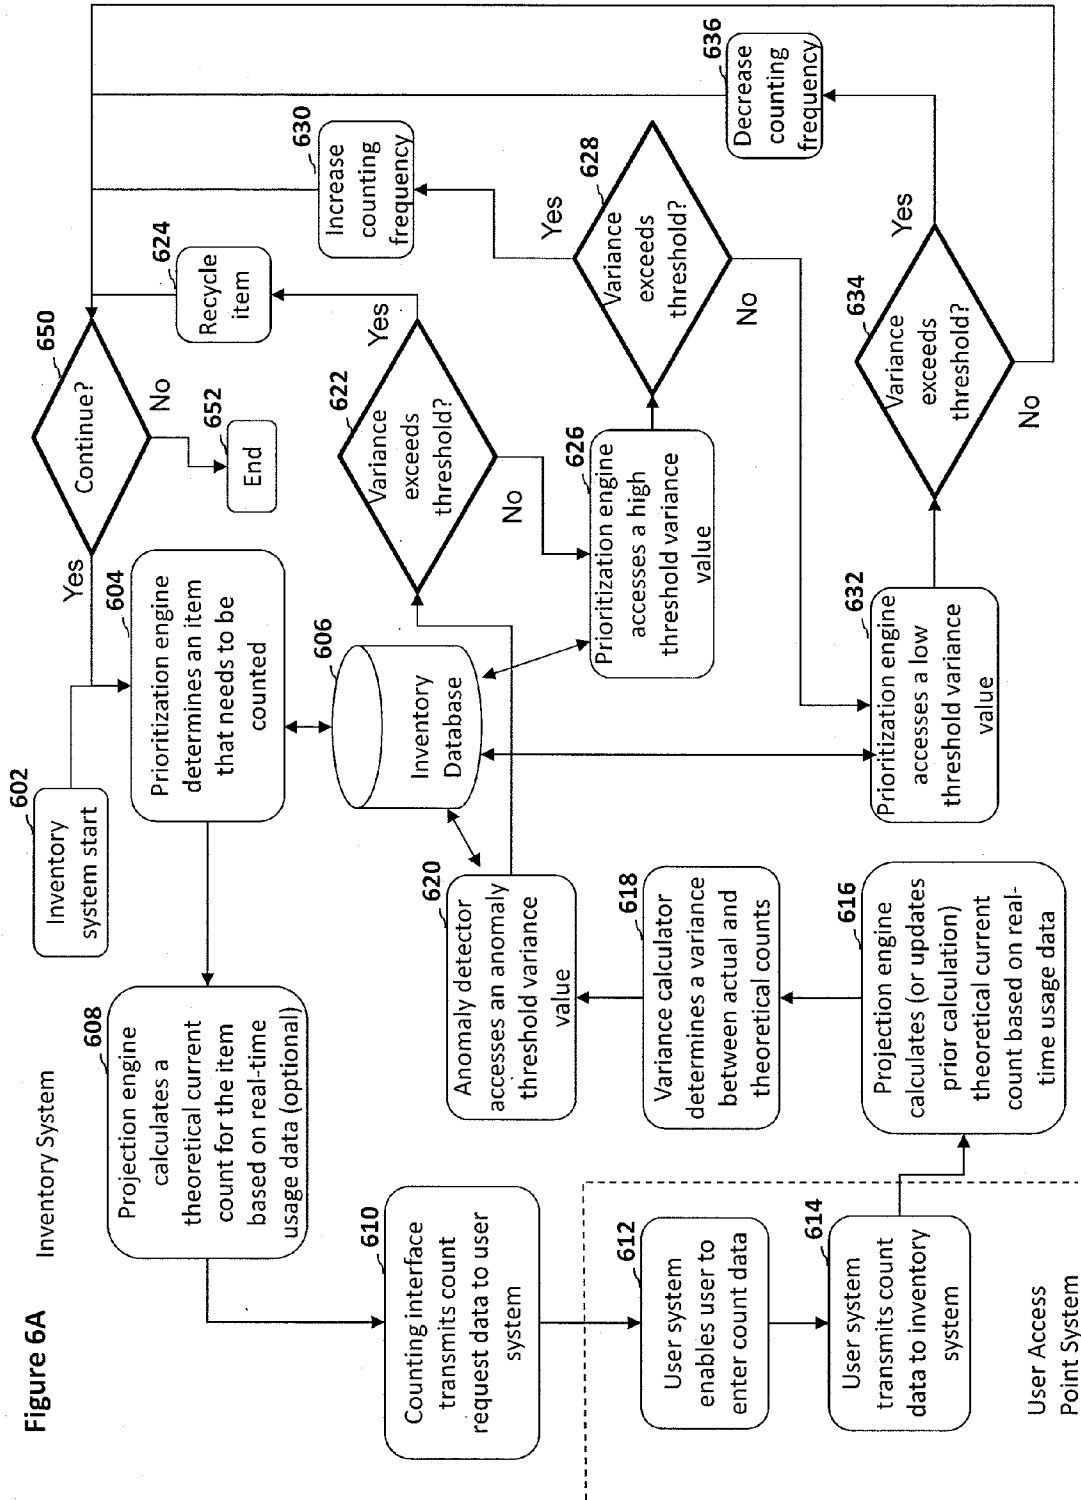 Figure 6A
Inventory System
602
Inventory
system start
604
Prioritization engine
determines an item
that needs to be
counted
606
Inventory
Database
608
Projection engine
calculates a
theoretical current
count for the item
based on real-time
usage data (optional)
610
Counting interface
transmits count
request data to user
system
612
User system
enables user to
enter count data
614
User system
transmits count
data to inventory
system
User Access
Point System
616
Projection engine
calculates (or updates
prior calculation)
theoretical current
count based on real-
time usage data
618
Variance calculator
determines a variance
between actual and
theoretical counts
620
Anomaly detector
accesses an anomaly
threshold variance
value
622
Variance
exceeds
threshold?
Yes
No
624
Recycle
item
626
Prioritization engine
accesses a high
threshold variance
value
628
Variance
exceeds
threshold?
Yes
No
630
Increase
counting
frequency
632
Prioritization engine
accesses a low
threshold variance
value
634
Variance
exceeds
threshold?
Yes
No
636
Decrease
counting
frequency
650
Continue?
Yes
No
652
End